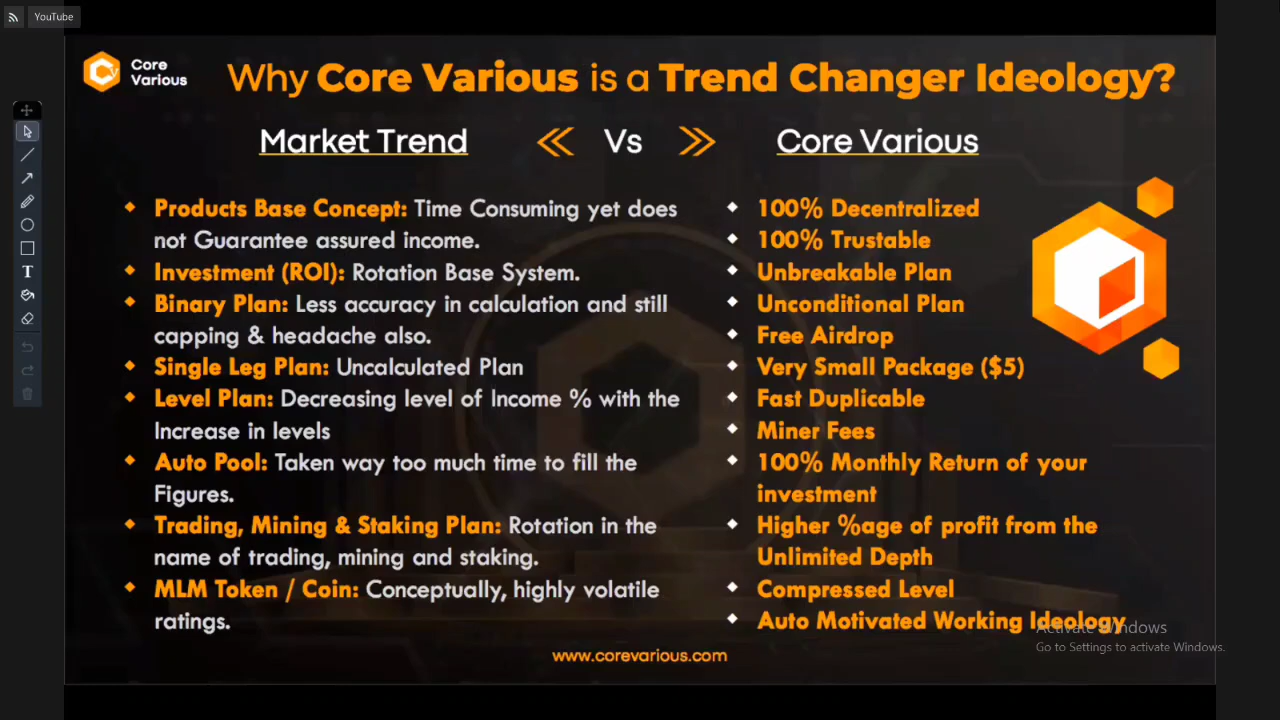 YouTube
Core
Various
Why Core Various is a Trend Changer Ideology?
Market Trend
Vs
Core Various
Products Base Concept: Time Consuming yet does
not Guarantee assured income.
Investment (ROI): Rotation Base System.
Binary Plan: Less accuracy in calculation and still
capping & headache also.
Single Leg Plan: Uncalculated Plan
Level Plan: Decreasing level of Income % with the
Increase in levels
Auto Pool: Taken way too much time to fill the
Figures.
Trading, Mining & Staking Plan: Rotation in the
name of trading, mining and staking.
MLM Token / Coin: Conceptually, highly volatile
ratings.
100% Decentralized
100% Trustable
Unbreakable Plan
Unconditional Plan
Free Airdrop
Very Small Package ($5)
Fast Duplicable
Miner Fees
100% Monthly Return of your
investment
Higher %age of profit from the
Unlimited Depth
Compressed Level
Auto Motivated Working Ideology
Activate Windows
Go to Settings to activate Windows.
www.corevarious.com
T